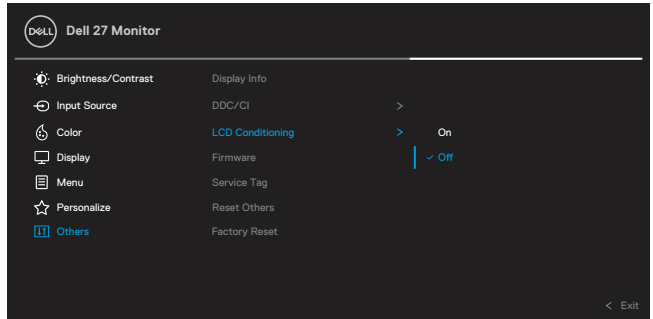 DELL Dell 27 Monitor
Brightness/Contrast Display Info
Input Source DDC/CI >
Color LCD Conditioning > On
Display Firmware ✓ Off
Menu Service Tag
Personalize Reset Others
Others Factory Reset
< Exit